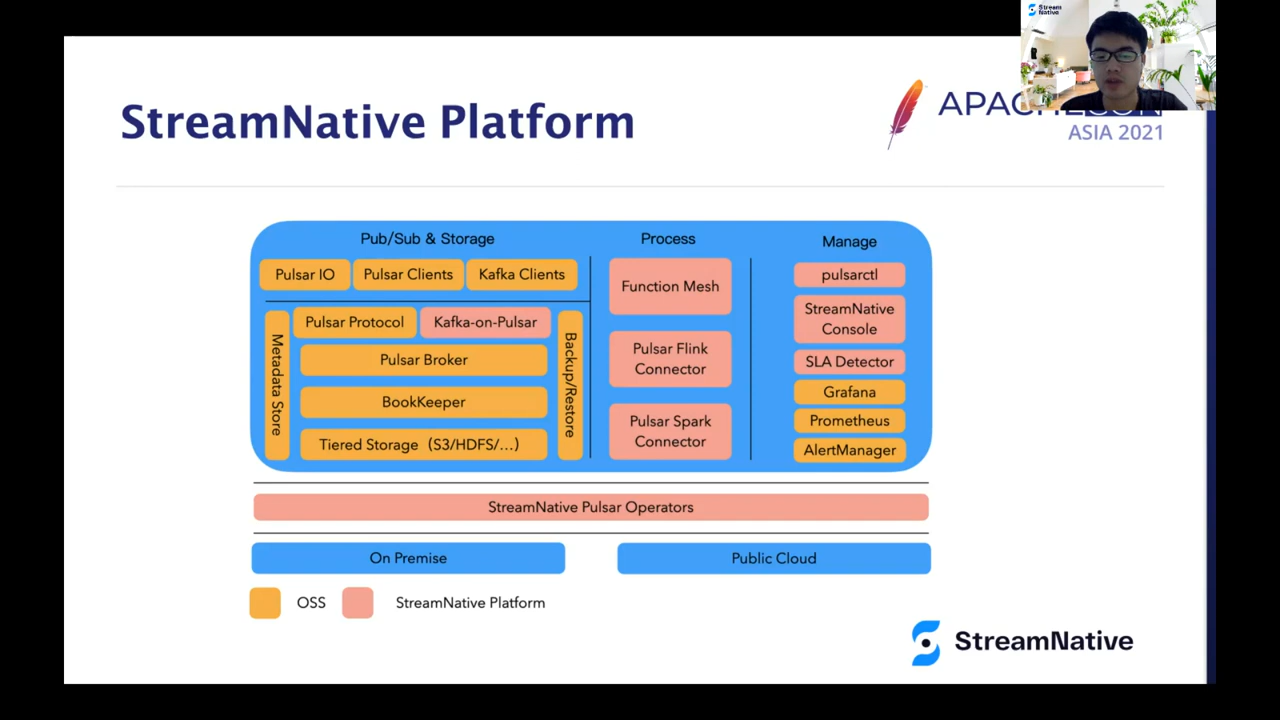 Stream
Native
StreamNative Platform
ASIA 2021
Pub/Sub & Storage
Process
Manage
Pulsar IO
Pulsar Clients
Kafka Clients
Metadata Store
Pulsar Protocol
Kafka-on-Pulsar
Pulsar Broker
BookKeeper
Tiered Storage（S3/HDFS/...）
Backup/Restore
Function Mesh
Pulsar Flink
Connector
Pulsar Spark
Connector
pulsarctl
StreamNative
Console
SLA Detector
Grafana
Prometheus
AlertManager
StreamNative Pulsar Operators
On Premise
Public Cloud
OSS
StreamNative Platform
StreamNative